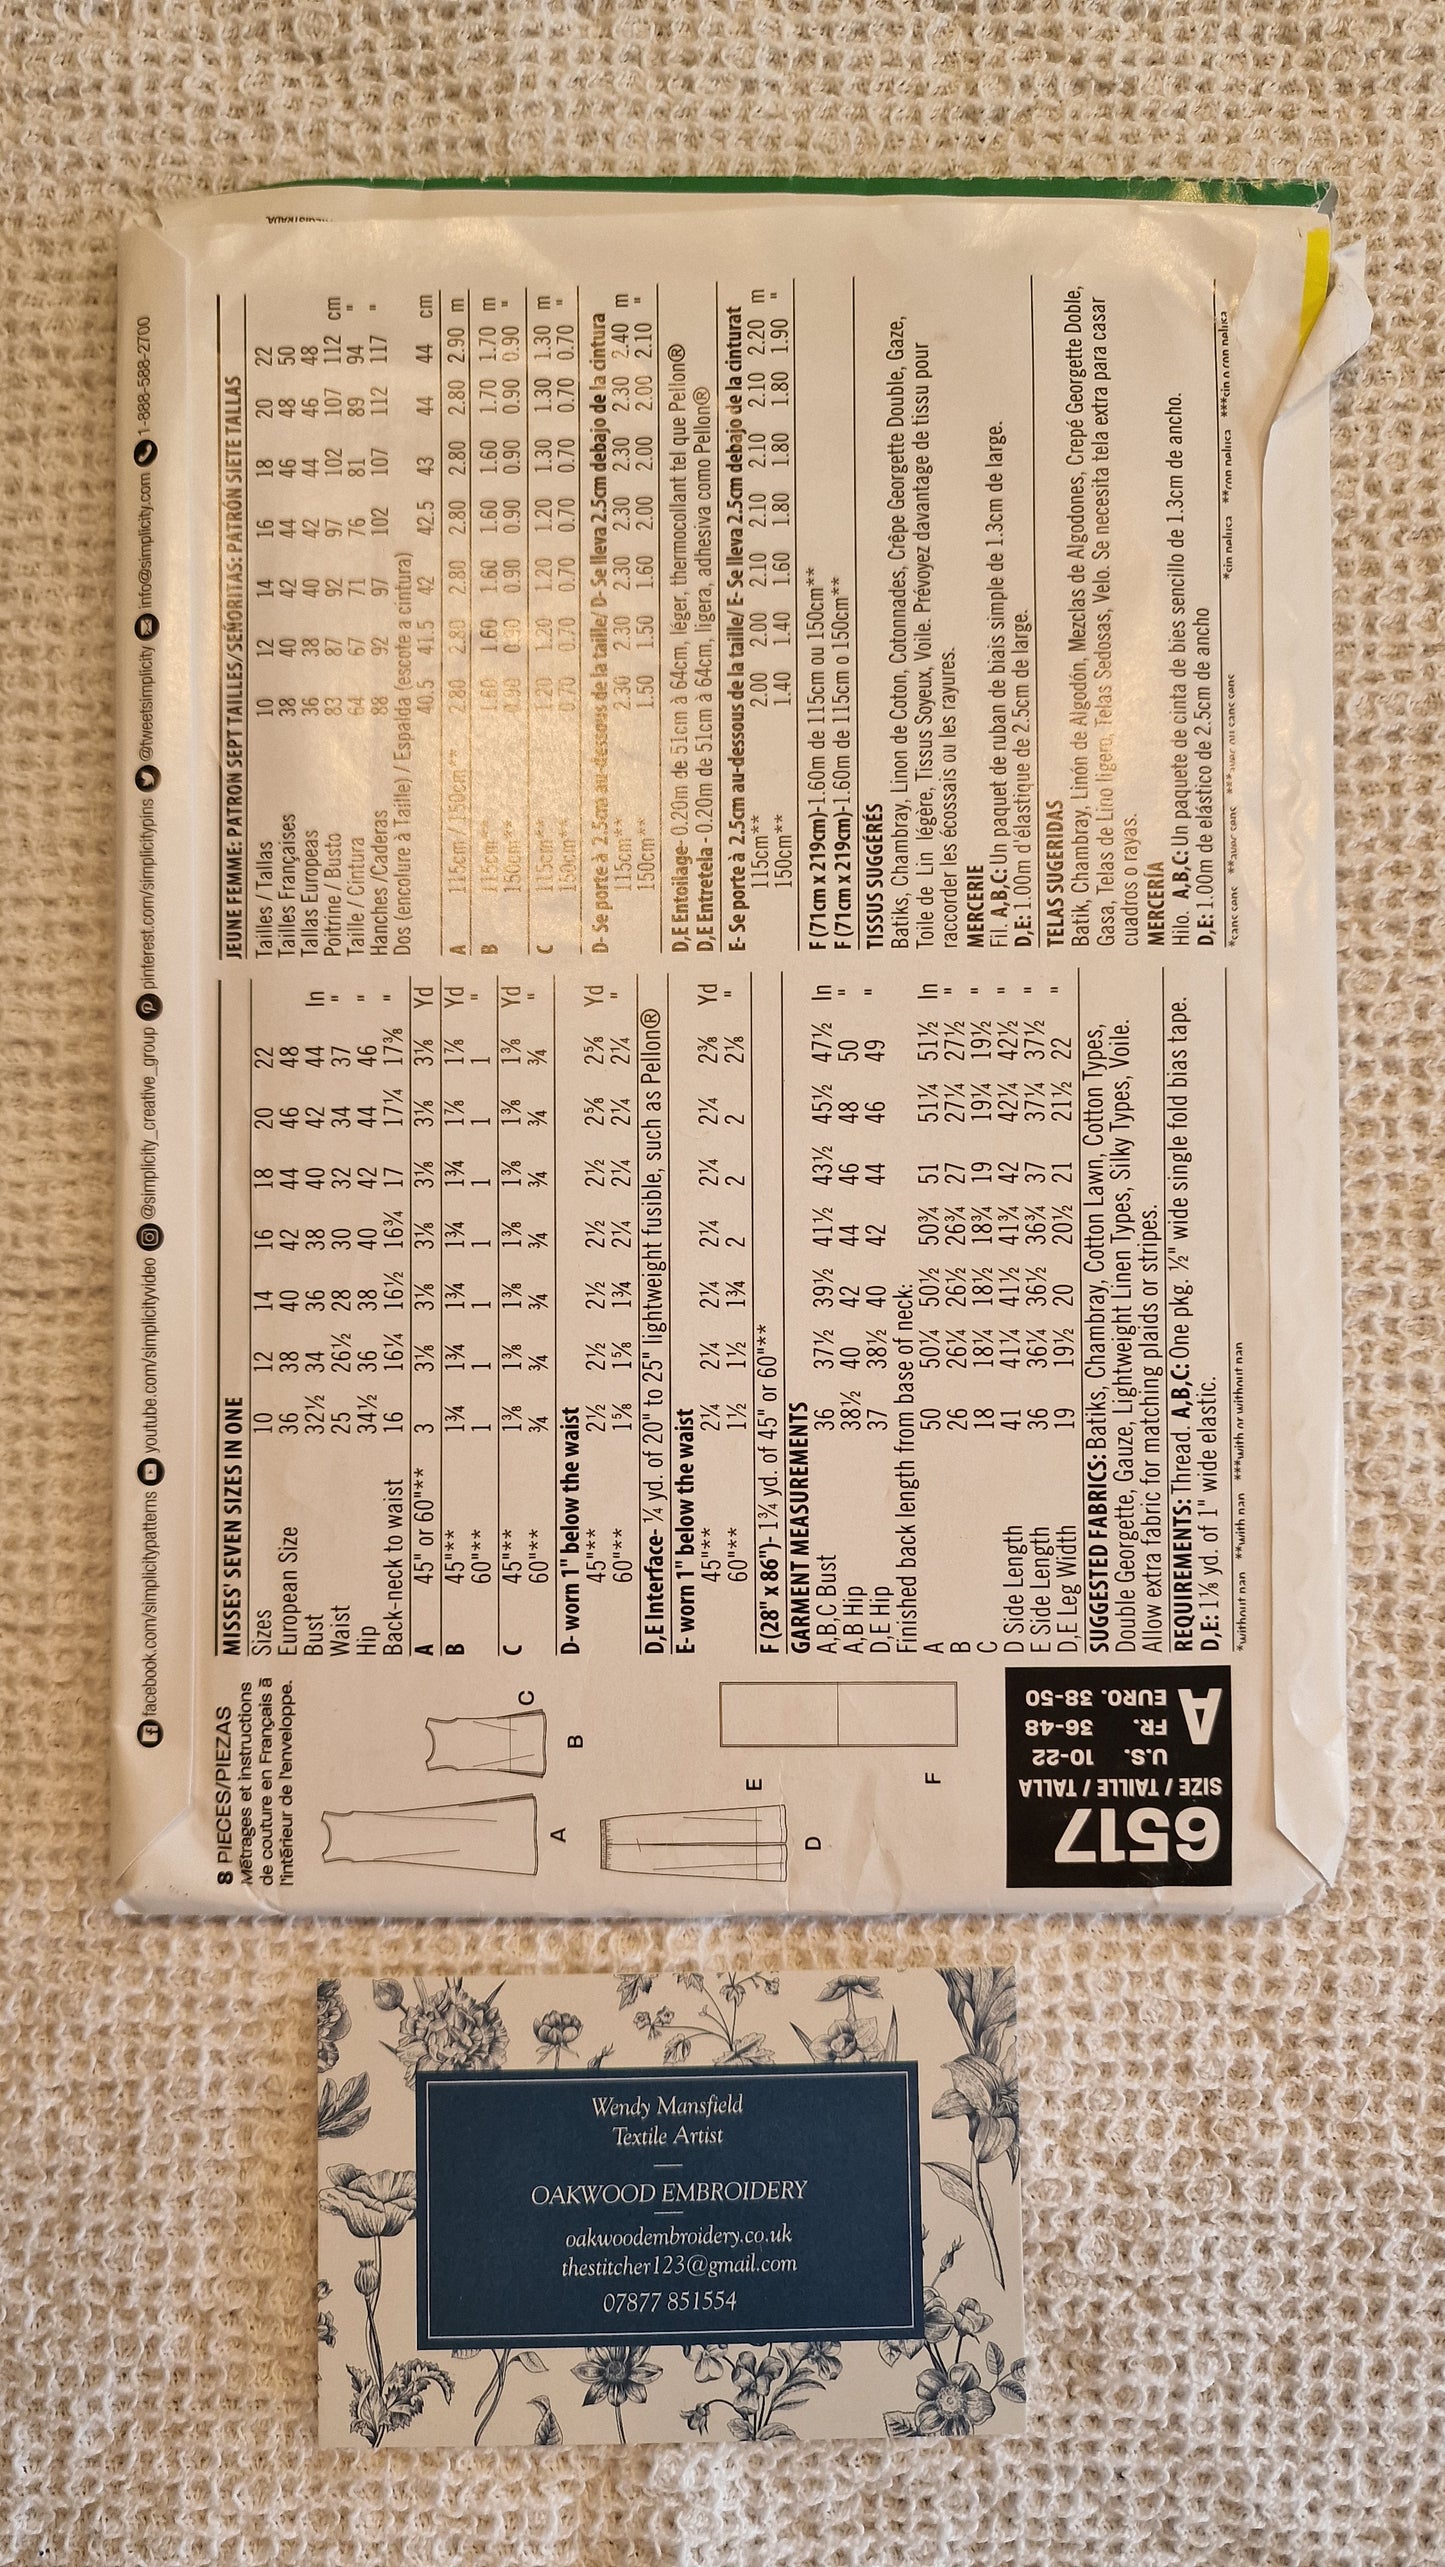 facebook.com/simplicitypatterns youtube.com/simplicityvideo @simplicity_creative_group pinterest.com/simplicitypins @tweetsimplicity info@simplicity.com 1-888-588-2700
8 PIECES/PIEZAS
Métrages et instructions
de couture en Français à
l'intérieur de l'enveloppe.
A
B
C
D
E
F
6517
SIZE / TAILLE / TALLA
U.S. 10-22
FR. 36-48
EURO. 38-50
A
MISSES' SEVEN SIZES IN ONE
Sizes 10 12 14 16 18 20 22
European Size 36 38 40 42 44 46 48
Bust 32½ 34 36 38 40 42 44 In
Waist 25 26½ 28 30 32 34 37 "
Hip 34½ 36 38 40 42 44 46 "
Back-neck to waist 16 16¼ 16½ 16¾ 17 17¼ 17⅜ "
A 45" or 60"** 3 3⅛ 3⅛ 3⅛ 3⅛ 3⅛ 3⅛ Yd
B 45"** 1¾ 1¾ 1¾ 1¾ 1¾ 1⅞ 1⅞ Yd
60"** 1 1 1 1 1 1 1 "
C 45"** 1⅜ 1⅜ 1⅜ 1⅜ 1⅜ 1⅜ 1⅜ Yd
60"** ¾ ¾ ¾ ¾ ¾ ¾ ¾ "
D- worn 1" below the waist
45"** 2½ 2½ 2½ 2½ 2½ 2⅝ 2⅝ Yd
60"** 1⅝ 1⅝ 1¾ 2¼ 2¼ 2¼ 2¼ "
D,E Interface- ¼ yd. of 20" to 25" lightweight fusible, such as Pellon®
E- worn 1" below the waist
45"** 2¼ 2¼ 2¼ 2¼ 2¼ 2¼ 2⅜ Yd
60"** 1½ 1½ 1¾ 2 2 2 2⅛ "
F (28" x 86")- 1¾ yd. of 45" or 60"**
GARMENT MEASUREMENTS
A,B,C Bust 36 37½ 39½ 41½ 43½ 45½ 47½ In
A,B Hip 38½ 40 42 44 46 48 50 "
D,E Hip 37 38½ 40 42 44 46 49 "
Finished back length from base of neck:
A 50 50¼ 50½ 50¾ 51 51¼ 51½ In
B 26 26¼ 26½ 26¾ 27 27¼ 27½ "
C 18 18¼ 18½ 18¾ 19 19¼ 19½ "
D Side Length 41 41¼ 41½ 41¾ 42 42¼ 42½ "
E Side Length 36 36¼ 36½ 36¾ 37 37¼ 37½ "
D,E Leg Width 19 19½ 20 20½ 21 21½ 22 "
SUGGESTED FABRICS: Batiks, Chambray, Cotton Lawn, Cotton Types,
Double Georgette, Gauze, Lightweight Linen Types, Silky Types, Voile.
Allow extra fabric for matching plaids or stripes.
REQUIREMENTS: Thread. A,B,C: One pkg. ½" wide single fold bias tape.
D,E: 1⅛ yd. of 1" wide elastic.
*without nap **with nap ***with or without nap
JEUNE FEMME: PATRON SEPT TAILLES/SEÑORITAS: PATRÓN SIETE TALLAS
Tailles / Tallas 10 12 14 16 18 20 22
Tailles Françaises 38 40 42 44 46 48 50
Tallas Europeas 36 38 40 42 44 46 48
Poitrine / Busto 83 87 92 97 102 107 112 cm
Taille / Cintura 64 67 71 76 81 89 94 "
Hanches /Caderas 88 92 97 102 107 112 117 "
Dos (encolure à Taille) / Espalda (escote a cintura)
40.5 41.5 42 42.5 43 44 44 cm
A 115cm/150cm** 2.80 2.80 2.80 2.80 2.80 2.80 2.90 m
B 115cm** 1.60 1.60 1.60 1.60 1.60 1.70 1.70 m
150cm** 0.90 0.90 0.90 0.90 0.90 0.90 0.90 "
C 115cm** 1.20 1.20 1.20 1.20 1.30 1.30 1.30 m
150cm** 0.70 0.70 0.70 0.70 0.70 0.70 0.70 "
D- Se porte à 2.5cm au-dessous de la taille/ D- Se lleva 2.5cm debajo de la cintura
115cm** 2.30 2.30 2.30 2.30 2.30 2.30 2.40 m
150cm** 1.50 1.50 1.60 2.00 2.00 2.00 2.10 "
D,E Entoilage- 0.20m de 51cm à 64cm, léger, thermocollant tel que Pellon®
D,E Entretela - 0.20m de 51cm à 64cm, ligera, adhesiva como Pellon®
E- Se porte à 2.5cm au-dessous de la taille/ E- Se lleva 2.5cm debajo de la cinturat
115cm** 2.00 2.00 2.10 2.10 2.10 2.10 2.20 m
150cm** 1.40 1.40 1.60 1.80 1.80 1.80 1.90 "
F (71cm x 219cm)-1.60m de 115cm ou 150cm**
F (71cm x 219cm)-1.60m de 115cm o 150cm**
TISSUS SUGGÉRÉS
Batiks, Chambray, Linon de Coton, Cotonnades, Crêpe Georgette Double, Gaze,
Toile de Lin légère, Tissus Soyeux, Voile. Prévoyez davantage de tissu pour
raccorder les écossais ou les rayures.
MERCERIE
Fil. A,B,C: Un paquet de ruban de biais simple de 1.3cm de large.
D,E: 1.00m d'élastique de 2.5cm de large.
TELAS SUGERIDAS
Batik, Chambray, Linón de Algodón, Mezclas de Algodones, Crepé Georgette Doble,
Gasa, Telas de Lino ligero, Telas Sedosas, Velo. Se necesita tela extra para casar
cuadros o rayas.
MERCERÍA
Hilo. A,B,C: Un paquete de cinta de bies sencillo de 1.3cm de ancho.
D,E: 1.00m de elástico de 2.5cm de ancho
Wendy Mansfield
Textile Artist
OAKWOOD EMBROIDERY
oakwoodembroidery.co.uk
thestitcher123@gmail.com
07877 851554